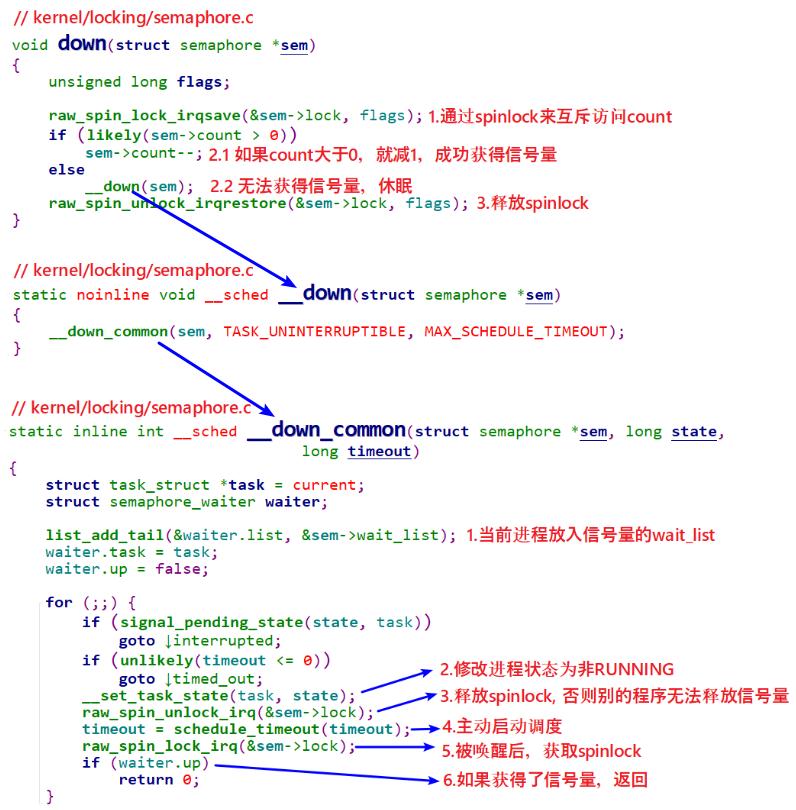 // kernel/locking/semaphore.c
void down(struct semaphore *sem)
{
unsigned long flags;
raw_spin_lock_irqsave(&sem->lock, flags); 1.通过spinlock来互斥访问count
if (likely(sem->count > 0))
sem->count--; 2.1 如果count大于0，就减1，成功获得信号量
else
__down(sem); 2.2 无法获得信号量，休眠
raw_spin_unlock_irqrestore(&sem->lock, flags); 3.释放spinlock
}
// kernel/locking/semaphore.c
static noinline void __sched __down(struct semaphore *sem)
{
__down_common(sem, TASK_UNINTERRUPTIBLE, MAX_SCHEDULE_TIMEOUT);
}
// kernel/locking/semaphore.c
static inline int __sched __down_common(struct semaphore *sem, long state,
long timeout)
{
struct task_struct *task = current;
struct semaphore_waiter waiter;
list_add_tail(&waiter.list, &sem->wait_list); 1.当前进程放入信号量的wait_list
waiter.task = task;
waiter.up = false;
for (;;) {
if (signal_pending_state(state, task))
goto ↓interrupted;
if (unlikely(timeout <= 0))
goto ↓timed_out;
__set_task_state(task, state); 2.修改进程状态为非RUNNING
raw_spin_unlock_irq(&sem->lock); 3.释放spinlock, 否则别的程序无法释放信号量
timeout = schedule_timeout(timeout); 4.主动启动调度
raw_spin_lock_irq(&sem->lock); 5.被唤醒后，获取spinlock
if (waiter.up) 6.如果获得了信号量，返回
return 0;
}